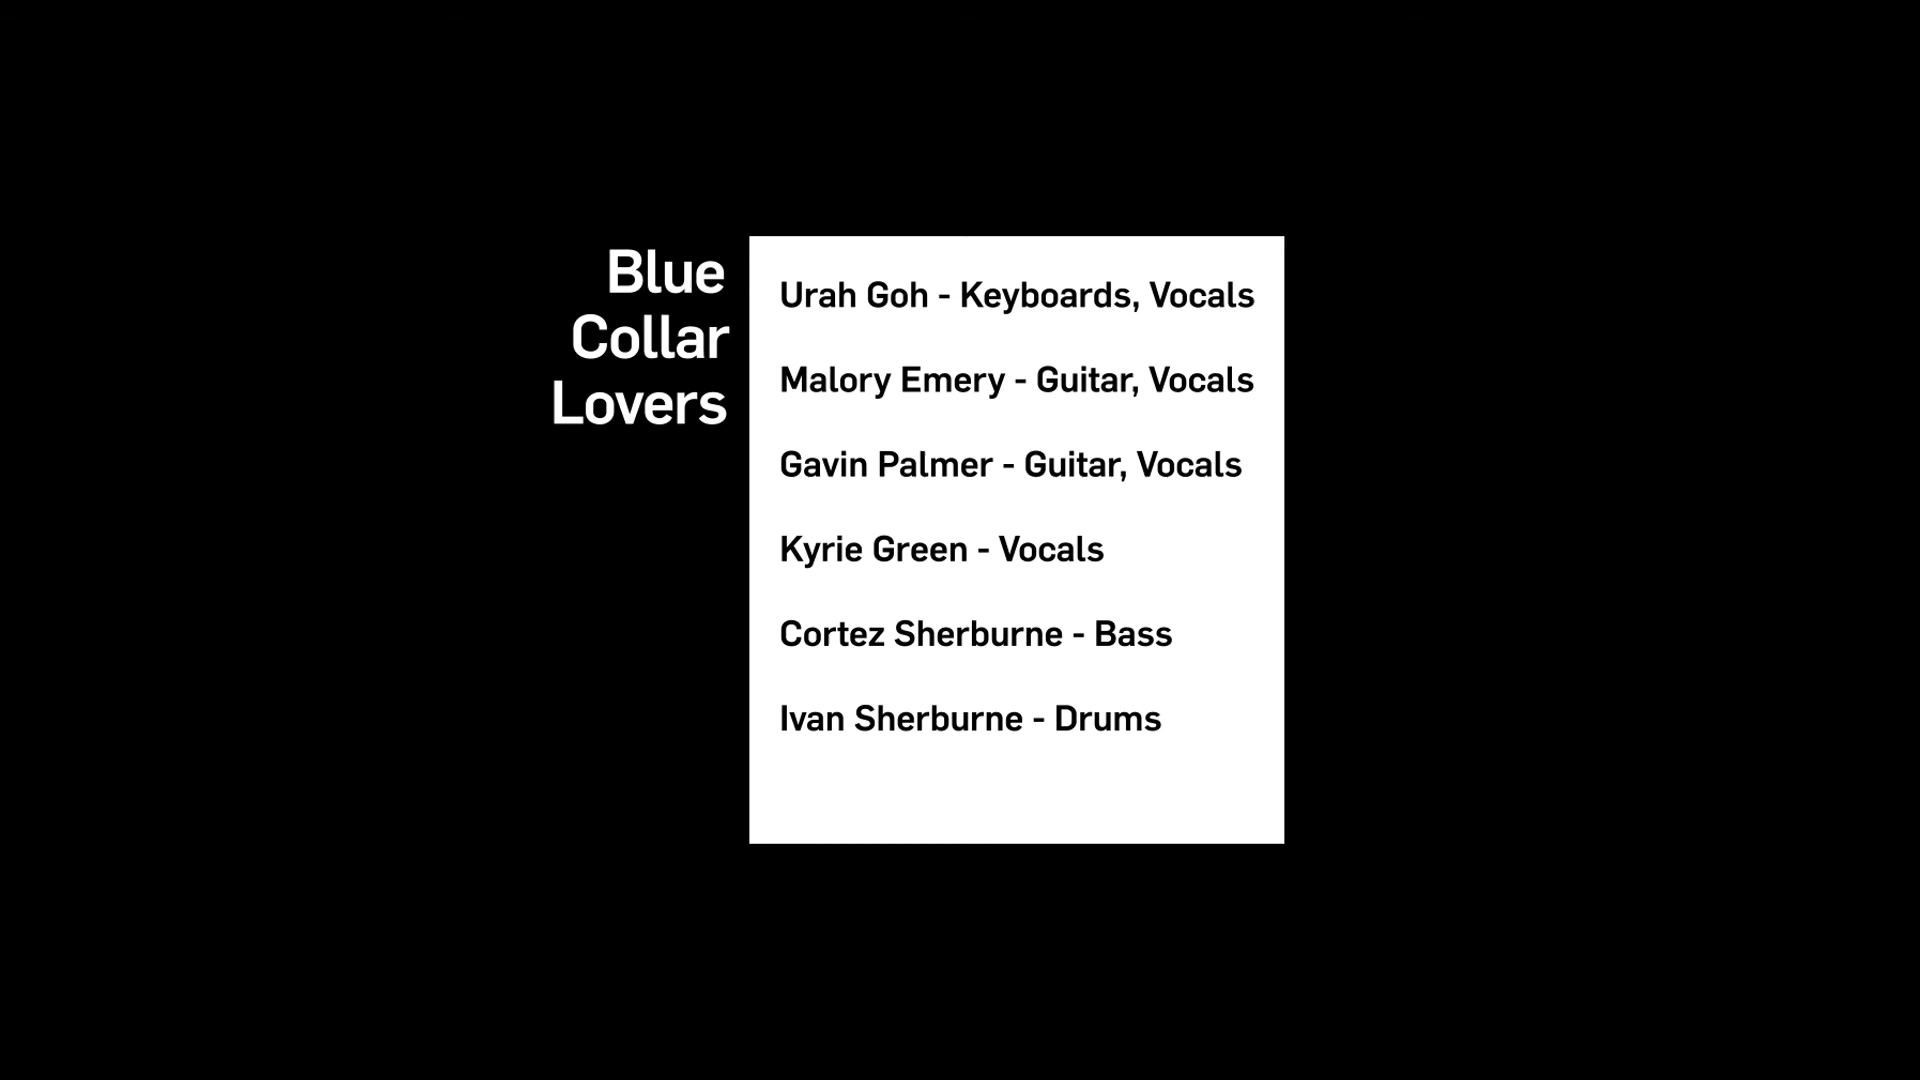 Blue
Collar
Lovers
Urah Goh - Keyboards, Vocals
Malory Emery - Guitar, Vocals
Gavin Palmer - Guitar, Vocals
Kyrie Green - Vocals
Cortez Sherburne - Bass
Ivan Sherburne - Drums